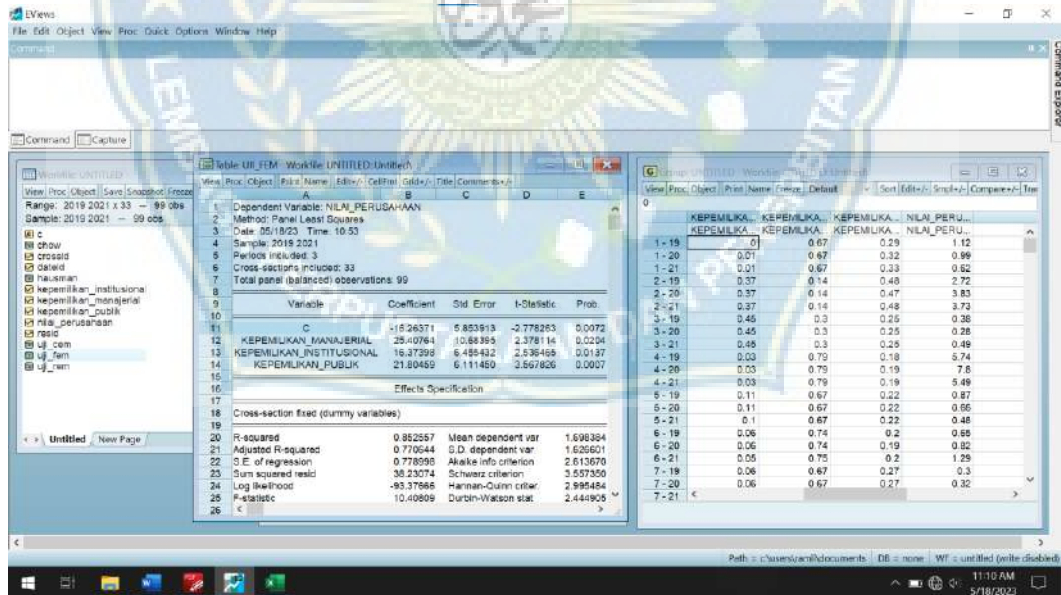 EViews
File Edit Object View Proc Quick Options Window Help
Command
Command Explorer
Command Capture
Workfile: UNTITLED
View Proc Object Save Snapshot Freeze
Range: 2019 2021 x 33 -- 99 obs
Sample: 2019 2021 -- 99 obs
c
chow
crossid
dateid
hausman
kepemilikan_institusional
kepemilikan_manajerial
kepemilikan_publik
nilai_perusahaan
resid
uji_cem
uji_fem
uji_rem
Untitled New Page
Table: UJI_FEM Workfile: UNTITLED::Untitled\
View Proc Object Print Name Edit+/- CellFmt Grid+/- Title Comments+/-
A B C D E
1 Dependent Variable: NILAI_PERUSAHAAN
2 Method: Panel Least Squares
3 Date: 05/18/23 Time: 10:53
4 Sample: 2019 2021
5 Periods included: 3
6 Cross-sections included: 33
7 Total panel (balanced) observations: 99
8
9 Variable Coefficient Std. Error t-Statistic Prob.
10
11 C -16.26371 5.853913 -2.778263 0.0072
12 KEPEMILIKAN_MANAJERIAL 25.40764 10.68395 2.378114 0.0204
13 KEPEMILIKAN_INSTITUSIONAL 16.37398 6.455432 2.536465 0.0137
14 KEPEMILIKAN_PUBLIK 21.80459 6.111450 3.567826 0.0007
15
16 Effects Specification
17
18 Cross-section fixed (dummy variables)
19
20 R-squared 0.852557 Mean dependent var 1.698384
21 Adjusted R-squared 0.770644 S.D. dependent var 1.626601
22 S.E. of regression 0.778998 Akaike info criterion 2.613670
23 Sum squared resid 38.23074 Schwarz criterion 3.557350
24 Log likelihood -93.37666 Hannan-Quinn criter. 2.995484
25 F-statistic 10.40809 Durbin-Watson stat 2.444905
26
View Proc Object Print Name Freeze Default Sort Edit+/- Smpl+/- Compare+/-
0
KEPEMILIKA... KEPEMILIKA... KEPEMILIKA... NILAI_PERU...
KEPEMILIKA... KEPEMILIKA... KEPEMILIKA... NILAI_PERU...
1 - 19 0 0.67 0.29 1.12
1 - 20 0.01 0.67 0.32 0.99
1 - 21 0.01 0.67 0.33 0.62
2 - 19 0.37 0.14 0.48 2.72
2 - 20 0.37 0.14 0.47 3.83
2 - 21 0.37 0.14 0.48 3.73
3 - 19 0.45 0.3 0.25 0.38
3 - 20 0.45 0.3 0.25 0.28
3 - 21 0.45 0.3 0.25 0.49
4 - 19 0.03 0.79 0.18 5.74
4 - 20 0.03 0.79 0.19 7.8
4 - 21 0.03 0.79 0.19 5.49
5 - 19 0.11 0.67 0.22 0.87
5 - 20 0.11 0.67 0.22 0.66
5 - 21 0.1 0.67 0.22 0.48
6 - 19 0.06 0.74 0.2 0.65
6 - 20 0.06 0.74 0.19 0.82
6 - 21 0.05 0.75 0.2 1.29
7 - 19 0.06 0.67 0.27 0.3
7 - 20 0.06 0.67 0.27 0.32
7 - 21
Path = c:\users\ramli\documents DB = none WF = untitled (write disabled)
11:10 AM
5/18/2023